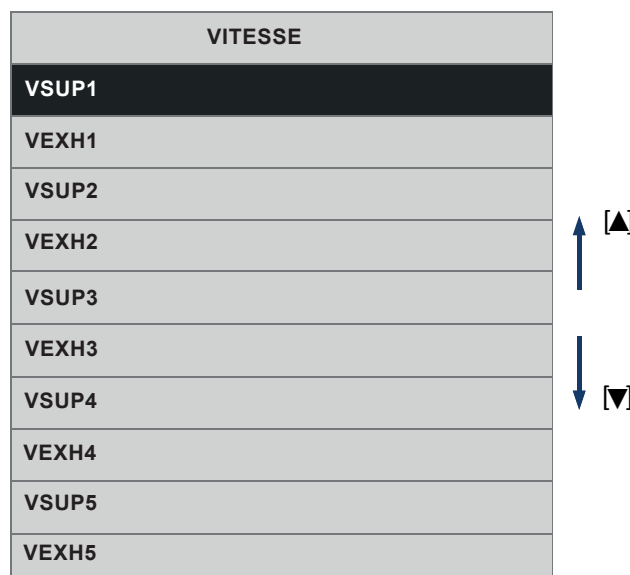 VITESSE
VSUP1
VEXH1
VSUP2
VEXH2
VSUP3
VEXH3
VSUP4
VEXH4
VSUP5
VEXH5
[▲]
[▼]